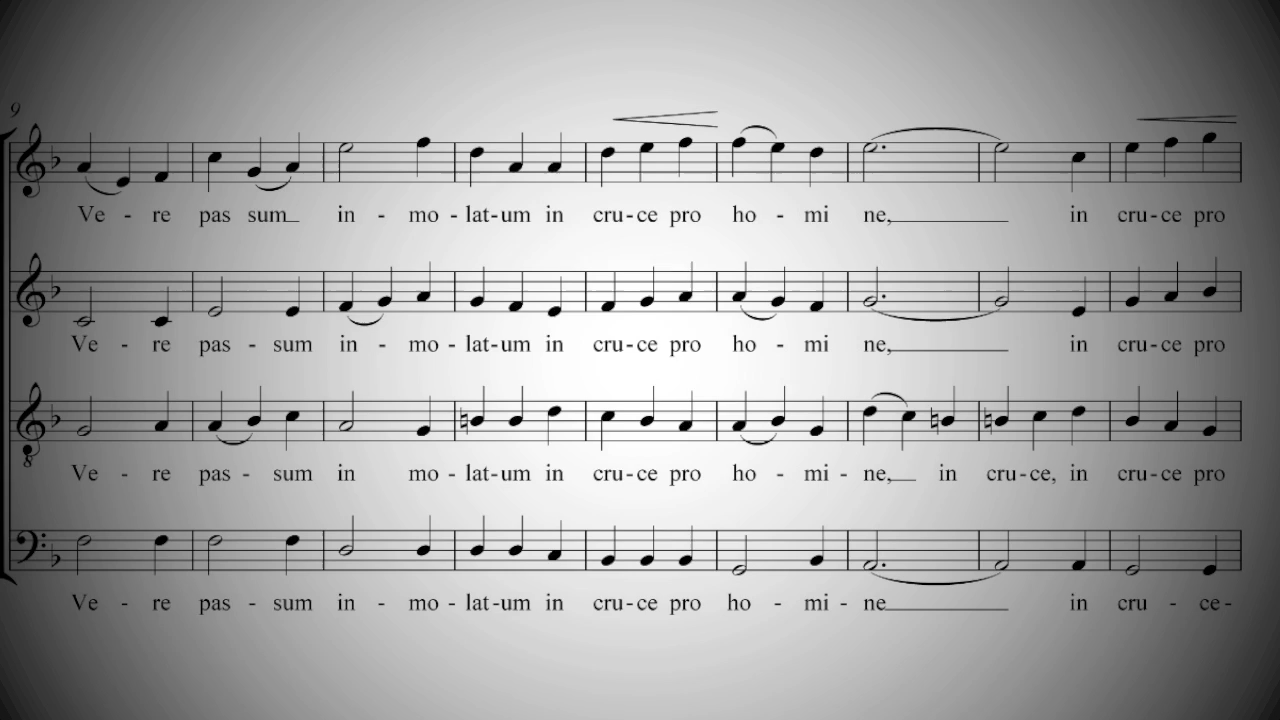 9
Ve - re pas sum_ in - mo - lat-um in cru-ce pro ho - mi ne,_ in cru-ce pro
Ve - re pas - sum in - mo - lat-um in cru-ce pro ho - mi ne,_ in cru-ce pro
8
Ve - re pas - sum in mo - lat-um in cru-ce pro ho - mi - ne,_ in cru-ce, in cru-ce pro
Ve - re pas - sum in - mo - lat-um in cru-ce pro ho - mi - ne_ in cru - ce-